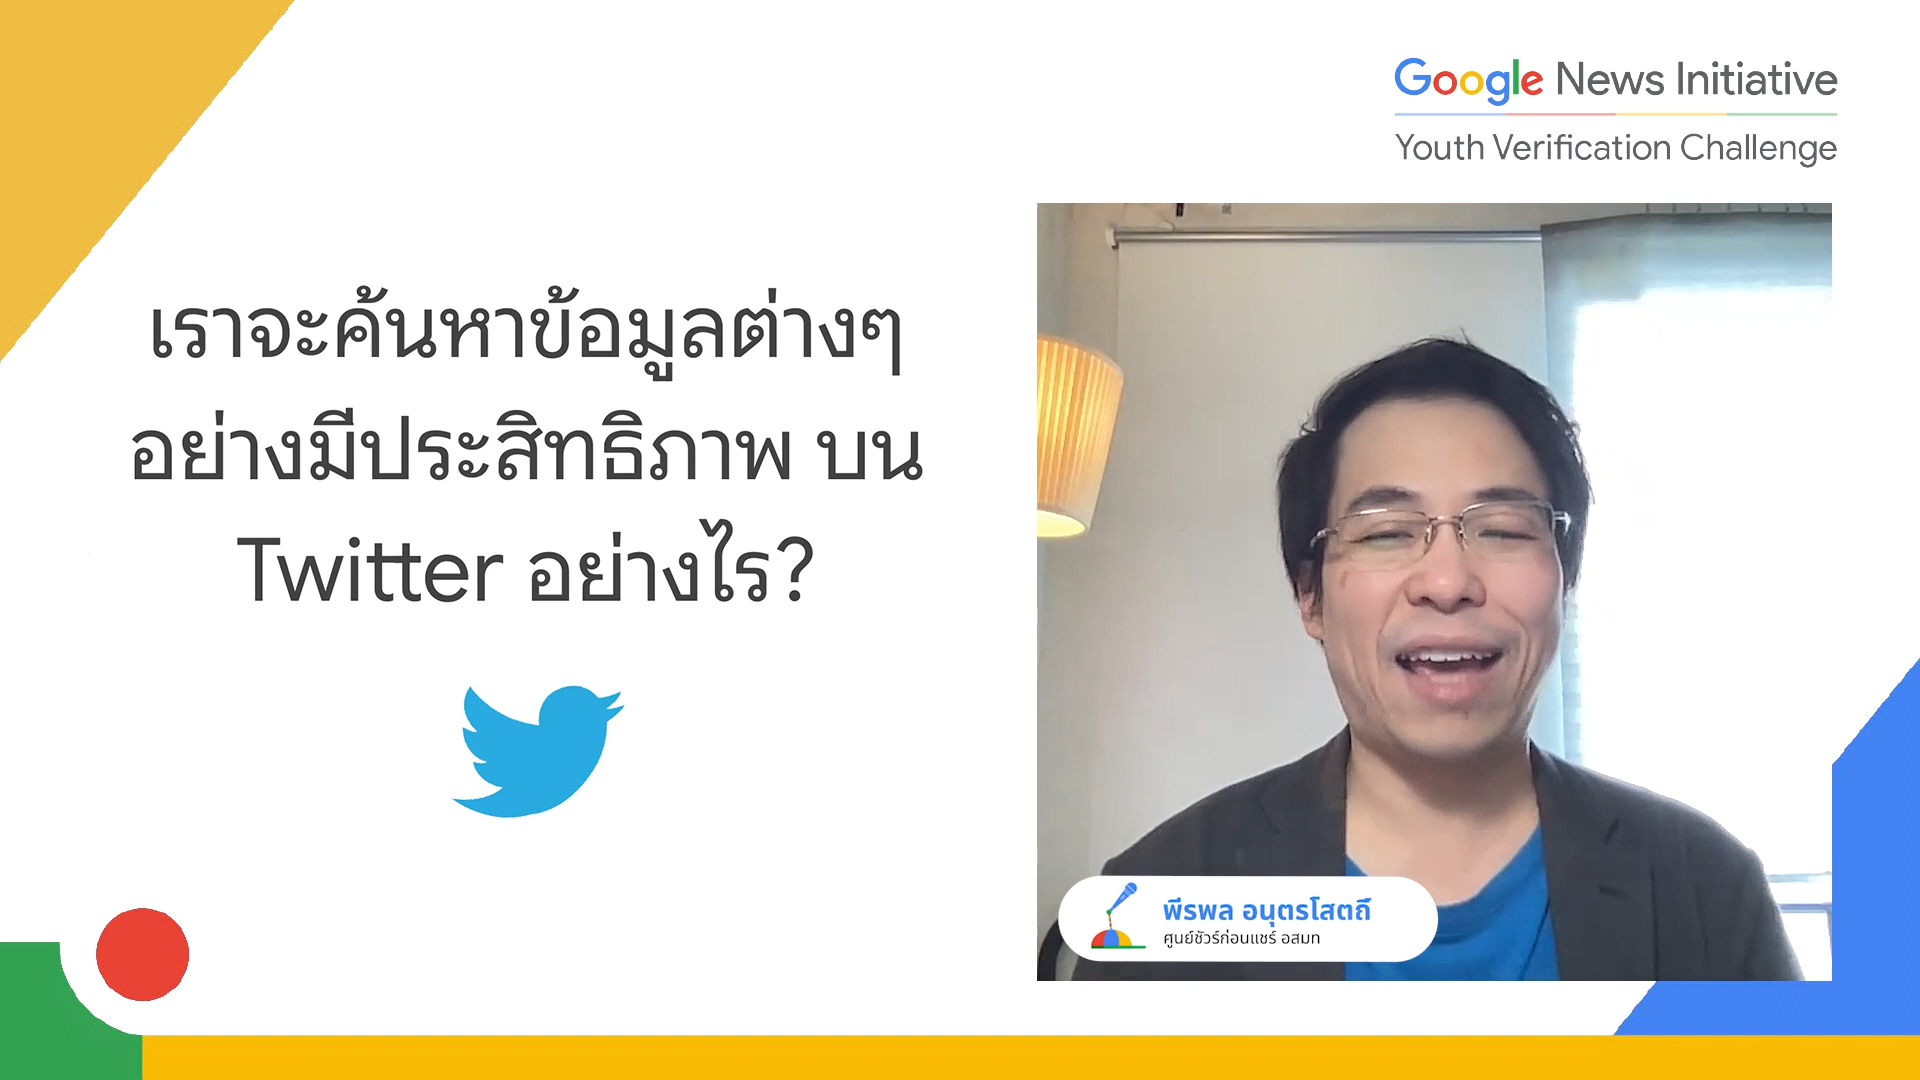 Google News Initiative
Youth Verification Challenge
เราจะค้นหาข้อมูลต่างๆ
อย่างมีประสิทธิภาพ บน
Twitter อย่างไร?
พีรพล อนุตรโสตถิ์
ศูนย์ชัวร์ก่อนแชร์ อสมท